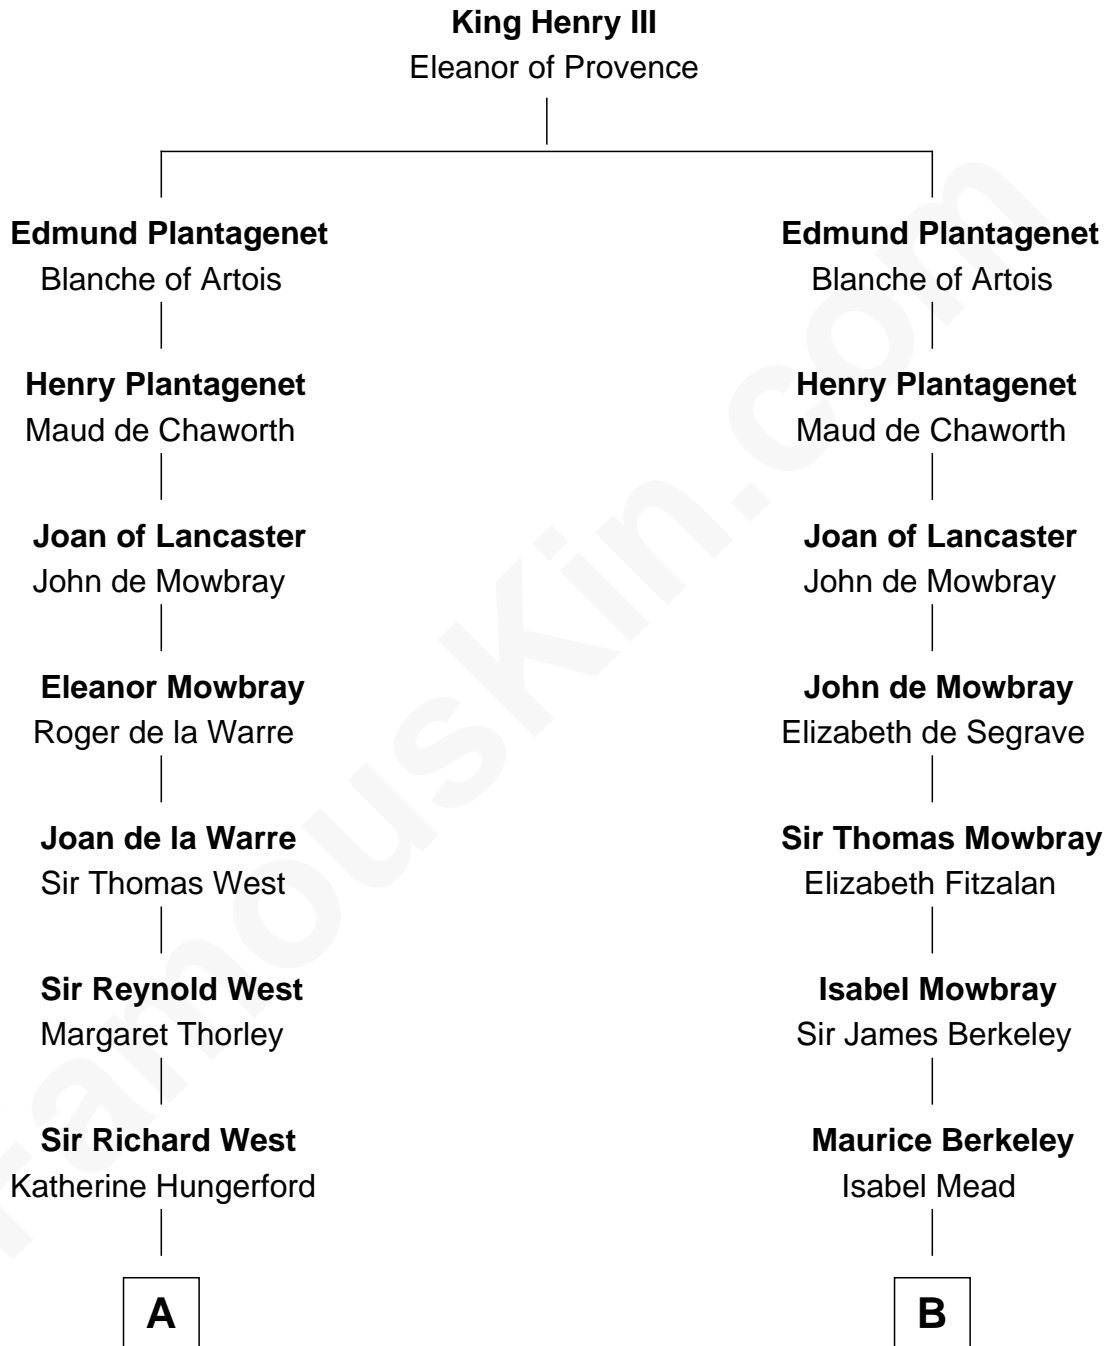 King Henry III
Eleanor of Provence
Edmund Plantagenet
Blanche of Artois
Edmund Plantagenet
Blanche of Artois
Henry Plantagenet
Maud de Chaworth
Henry Plantagenet
Maud de Chaworth
Joan of Lancaster
John de Mowbray
Joan of Lancaster
John de Mowbray
Eleanor Mowbray
Roger de la Warre
John de Mowbray
Elizabeth de Segrave
Joan de la Warre
Sir Thomas West
Sir Thomas Mowbray
Elizabeth Fitzalan
Sir Reynold West
Margaret Thorley
Isabel Mowbray
Sir James Berkeley
Sir Richard West
Katherine Hungerford
Maurice Berkeley
Isabel Mead
A
B
FamousKin.com